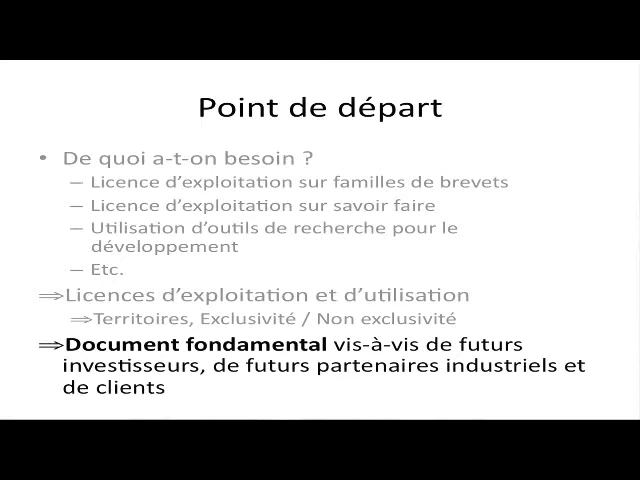 Point de départ
• De quoi a-t-on besoin ?
– Licence d’exploitation sur familles de brevets
– Licence d’exploitation sur savoir faire
– Utilisation d’outils de recherche pour le
développement
– Etc.
⇒Licences d’exploitation et d’utilisation
⇒Territoires, Exclusivité / Non exclusivité
⇒Document fondamental vis-à-vis de futurs
investisseurs, de futurs partenaires industriels et
de clients